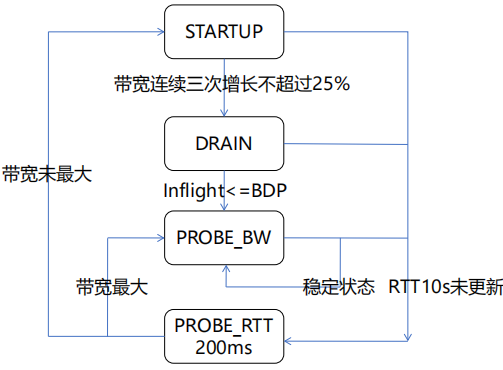 STARTUP
带宽连续三次增长不超过25%
DRAIN
带宽未最大
Inflight<=BDP
PROBE_BW
带宽最大
稳定状态
RTT10s未更新
PROBE_RTT
200ms